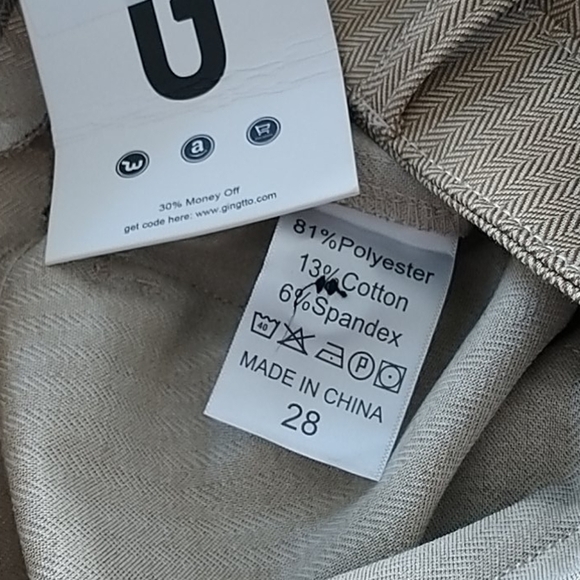 G
w a
30% Money Off
get code here: www.gingtto.com
81%Polyester
13%Cotton
6%Spandex
40 P
MADE IN CHINA
28